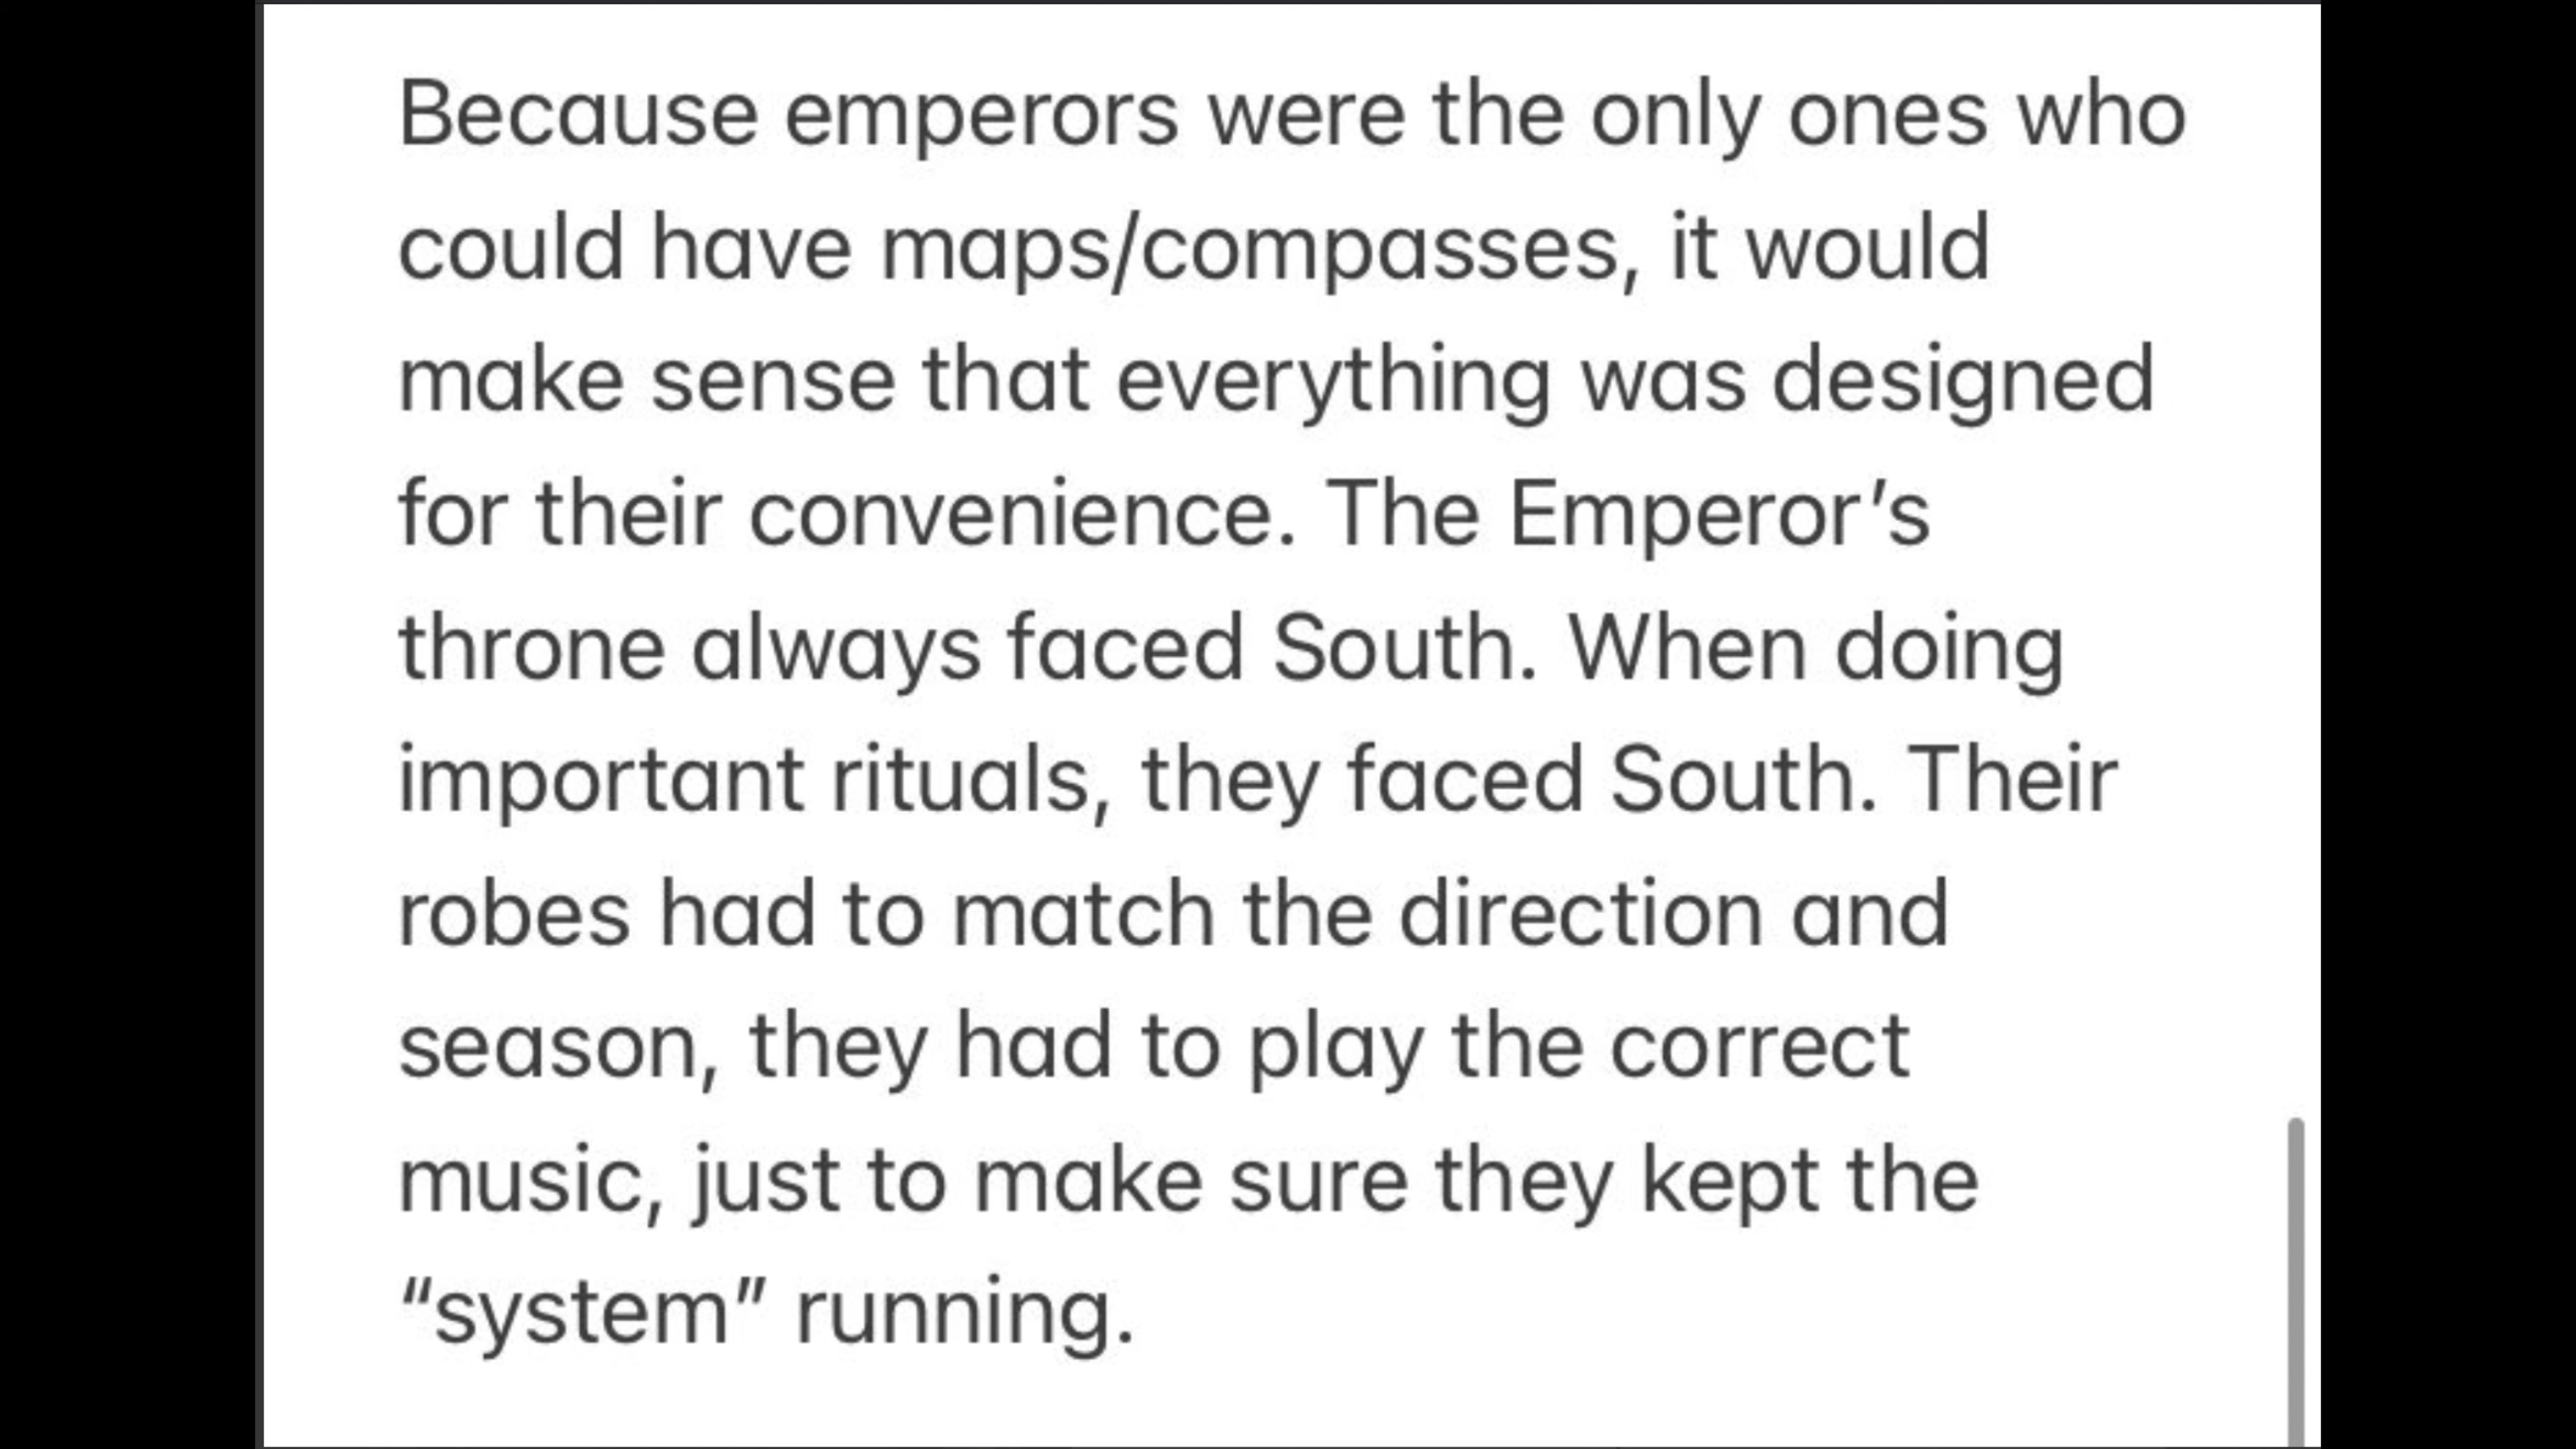 Because emperors were the only ones who
could have maps/compasses, it would
make sense that everything was designed
for their convenience. The Emperor’s
throne always faced South. When doing
important rituals, they faced South. Their
robes had to match the direction and
season, they had to play the correct
music, just to make sure they kept the
“system” running.